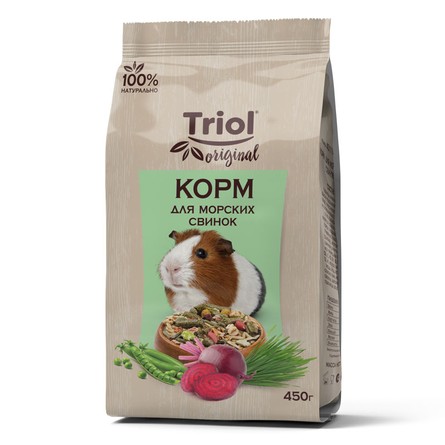 100%
НАТУРАЛЬНО
Triol®
original
КОРМ
ДЛЯ МОРСКИХ
СВИНОК
450г